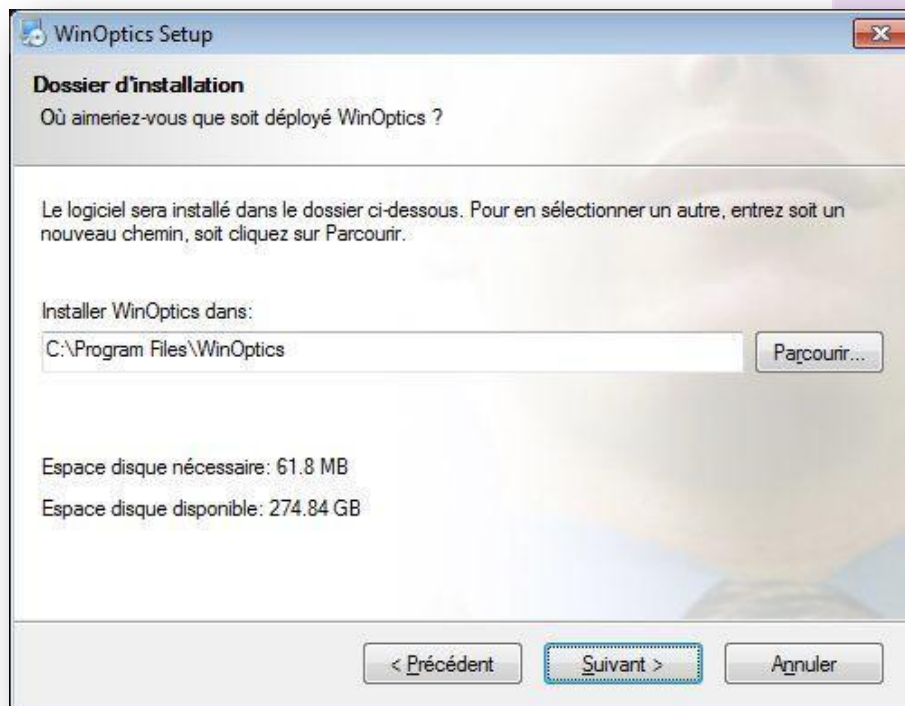 WinOptics Setup
Dossier d'installation
Où aimeriez-vous que soit déployé WinOptics ?
Le logiciel sera installé dans le dossier ci-dessous. Pour en sélectionner un autre, entrez soit un
nouveau chemin, soit cliquez sur Parcourir.
Installer WinOptics dans:
C:\Program Files\WinOptics
Parcourir...
Espace disque nécessaire: 61.8 MB
Espace disque disponible: 274.84 GB
< Précédent
Suivant >
Annuler